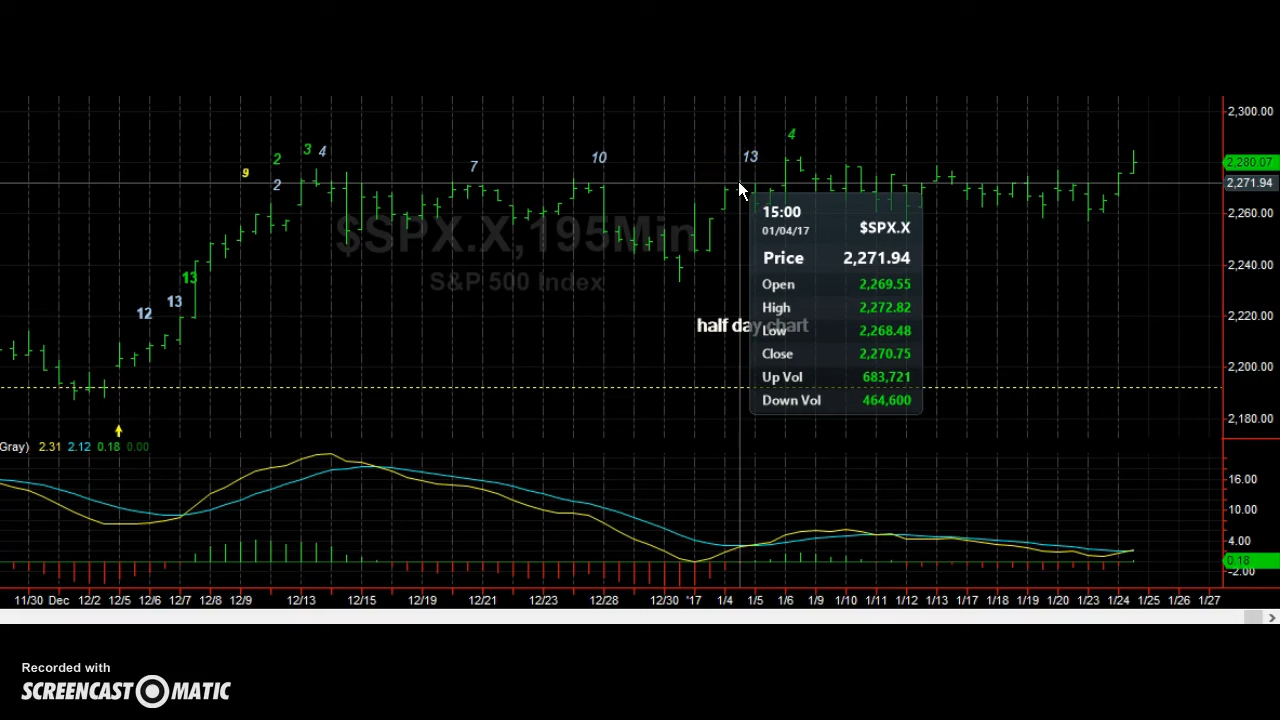 2,300.00
4
2
3
4
10
13
7
9
2
2,280.07
2,271.94
15:00
01/04/17
$SPX.X
Price 2,271.94
Open 2,269.55
High 2,272.82
Low 2,268.48
Close 2,270.75
Up Vol 683,721
Down Vol 464,600
$SPX.X,195Min
S&P 500 Index
half day chart
13
13
12
2,260.00
2,240.00
2,220.00
2,200.00
2,180.00
Gray) 2.31 2.12 0.18 0.00
16.00
10.00
4.00
0.18
-2.00
11/30 Dec 12/2 12/5 12/6 12/7 12/8 12/9 12/13 12/15 12/19 12/21 12/23 12/28 12/30 '17 1/4 1/5 1/6 1/9 1/10 1/11 1/12 1/13 1/17 1/18 1/19 1/20 1/23 1/24 1/25 1/26 1/27
Recorded with
SCREENCAST MATIC